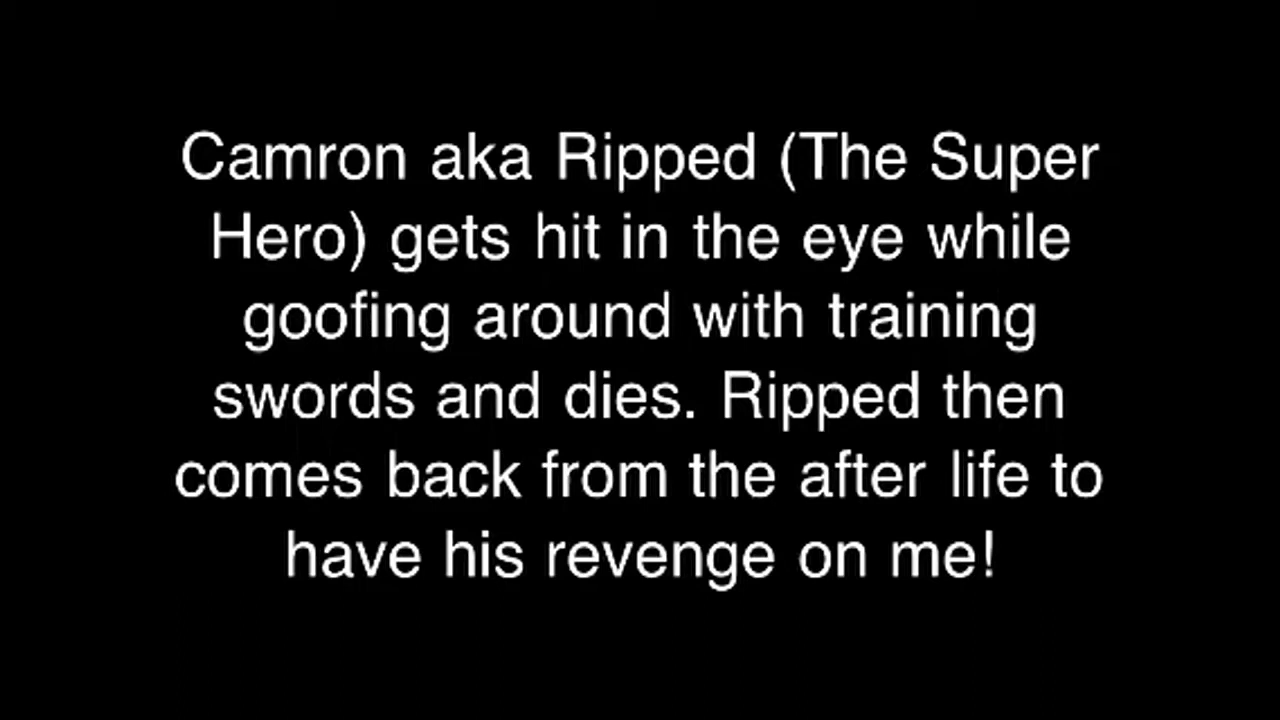 Camron aka Ripped (The Super
Hero) gets hit in the eye while
goofing around with training
swords and dies. Ripped then
comes back from the after life to
have his revenge on me!